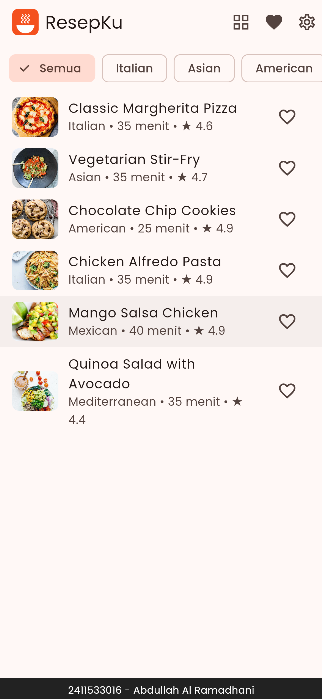 ResepKu
Semua
Italian
Asian
American
Classic Margherita Pizza
Italian • 35 menit • ★ 4.6
Vegetarian Stir-Fry
Asian • 35 menit • ★ 4.7
Chocolate Chip Cookies
American • 25 menit • ★ 4.9
Chicken Alfredo Pasta
Italian • 35 menit • ★ 4.9
Mango Salsa Chicken
Mexican • 40 menit • ★ 4.9
Quinoa Salad with
Avocado
Mediterranean • 35 menit • ★
4.4
2411533016 - Abdullah Al Ramadhani